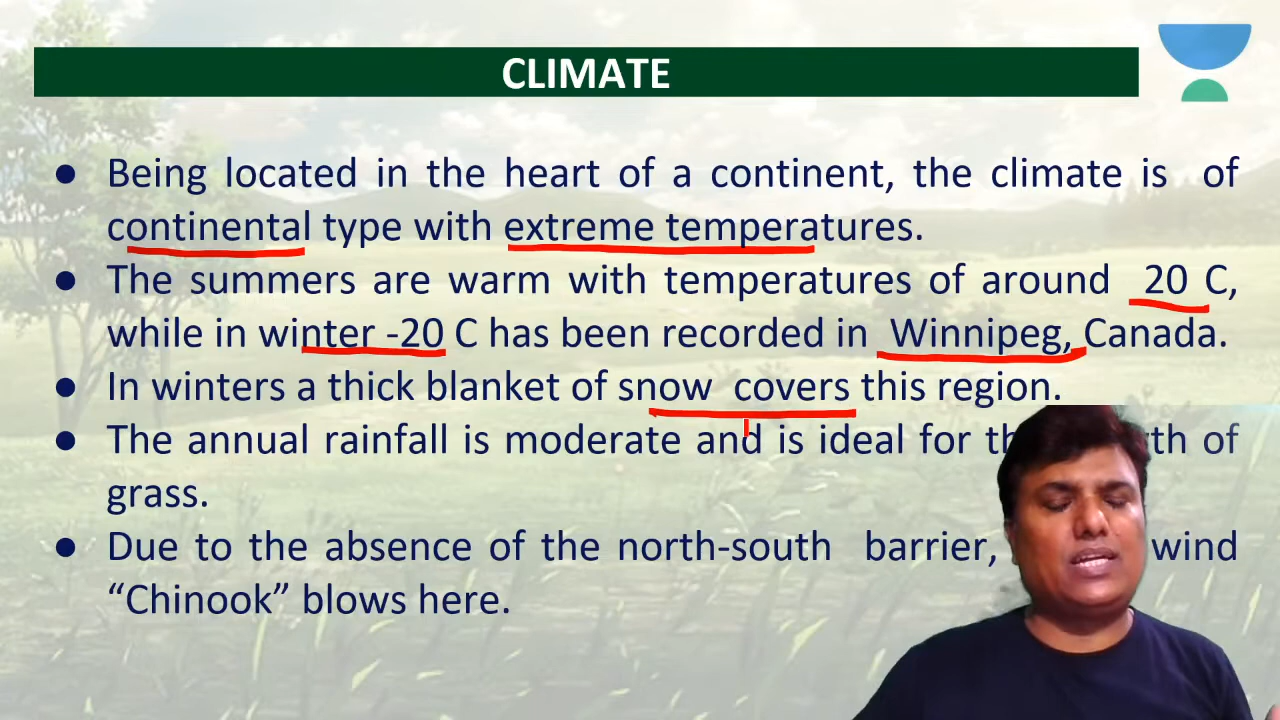 CLIMATE
● Being located in the heart of a continent, the climate is of
continental type with extreme temperatures.
● The summers are warm with temperatures of around 20 C,
while in winter -20 C has been recorded in Winnipeg, Canada.
● In winters a thick blanket of snow covers this region.
● The annual rainfall is moderate and is ideal for of
grass.
● Due to the absence of the north-south barrier, wind
“Chinook” blows here.